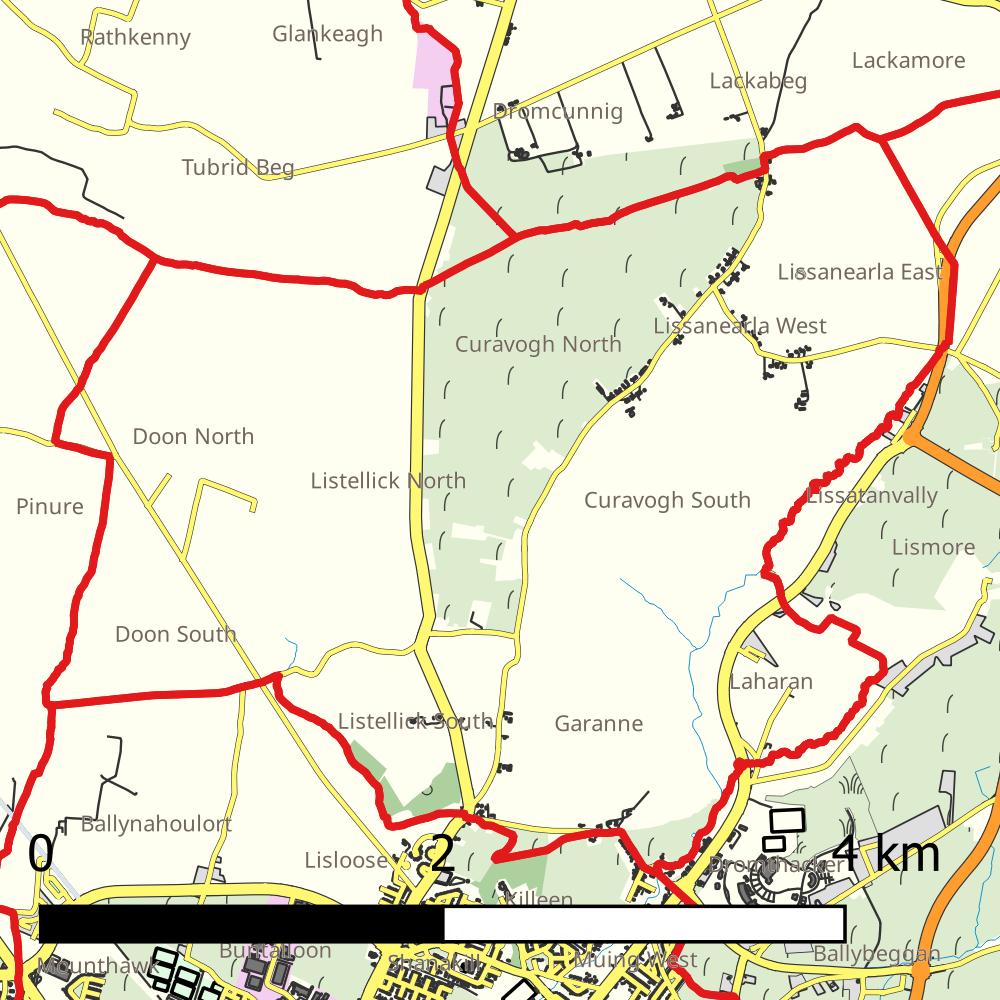 Rathkenny
Glankeagh
Lackamore
Lackabeg
Dromcunnig
Tubrid Beg
Lissanearla East
Lissanearla West
Curavogh North
Doon North
Listellick North
Curavogh South
Lissatanvally
Pinure
Lismore
Doon South
Laharan
Listellick South
Garanne
Ballynahoulort
0 2 4 km
Lisloose
Dromthacker
Killeen
Buntalloon
Ballybeggan
Mounthawk
Shanakill
Muing West